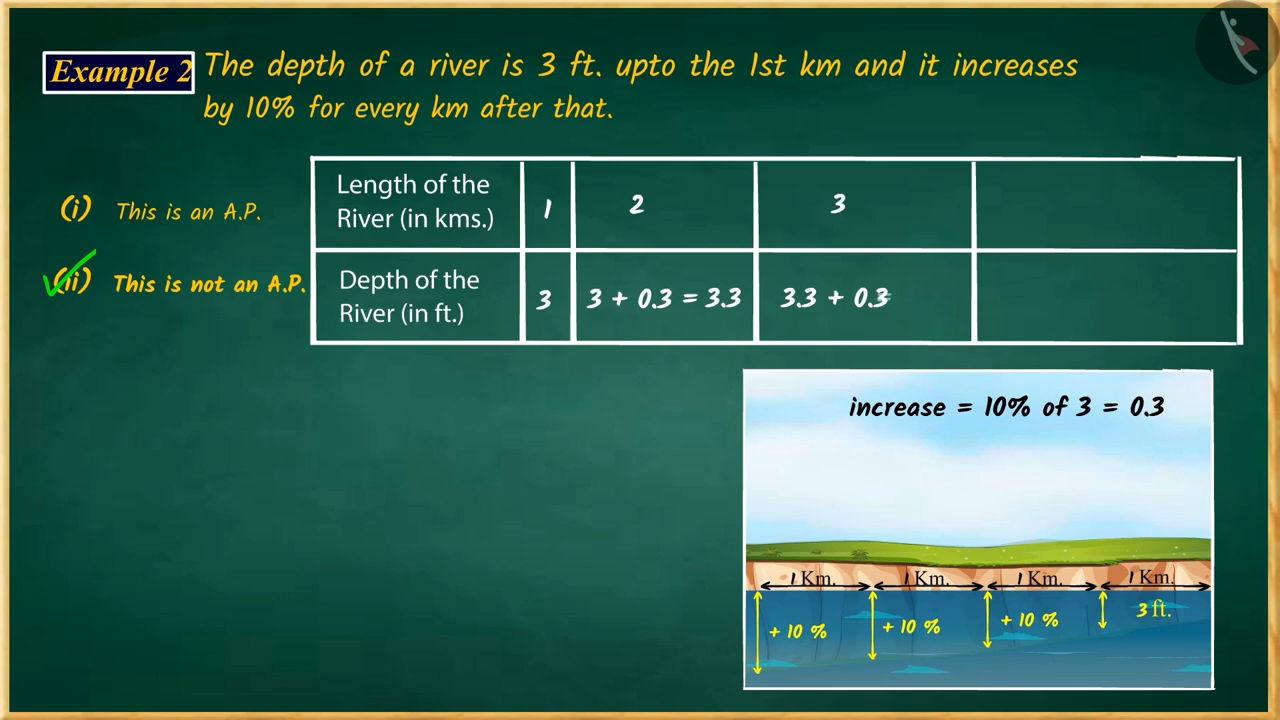 Example 2
The depth of a river is 3 ft. upto the 1st km and it increases
by 10% for every km after that.
(i) This is an A.P.
(ii) This is not an A.P.
Length of the
River (in kms.)
1
2
3
Depth of the
River (in ft.)
3
3 + 0.3 = 3.3
3.3 + 0.3
increase = 10% of 3 = 0.3
1 Km.
1 Km.
1 Km.
1 Km.
+ 10 %
+ 10 %
+ 10 %
3 ft.